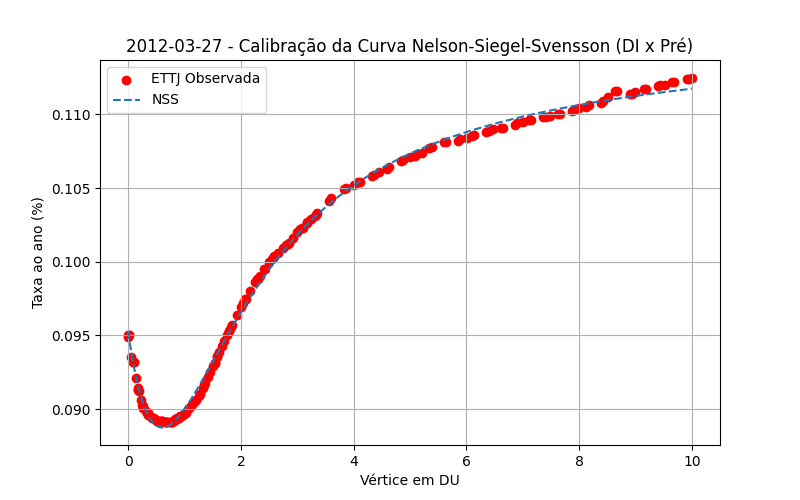 2012-03-27 - Calibração da Curva Nelson-Siegel-Svensson (DI x Pré)
ETTJ Observada
NSS
Taxa ao ano (%)
0.110
0.105
0.100
0.095
0.090
0
2
4
6
8
10
Vértice em DU